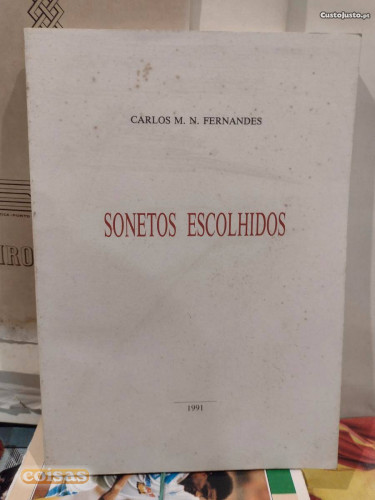 CustoJusto.pt
CARLOS M. N. FERNANDES
SONETOS ESCOLHIDOS
IRO
1991
coisas